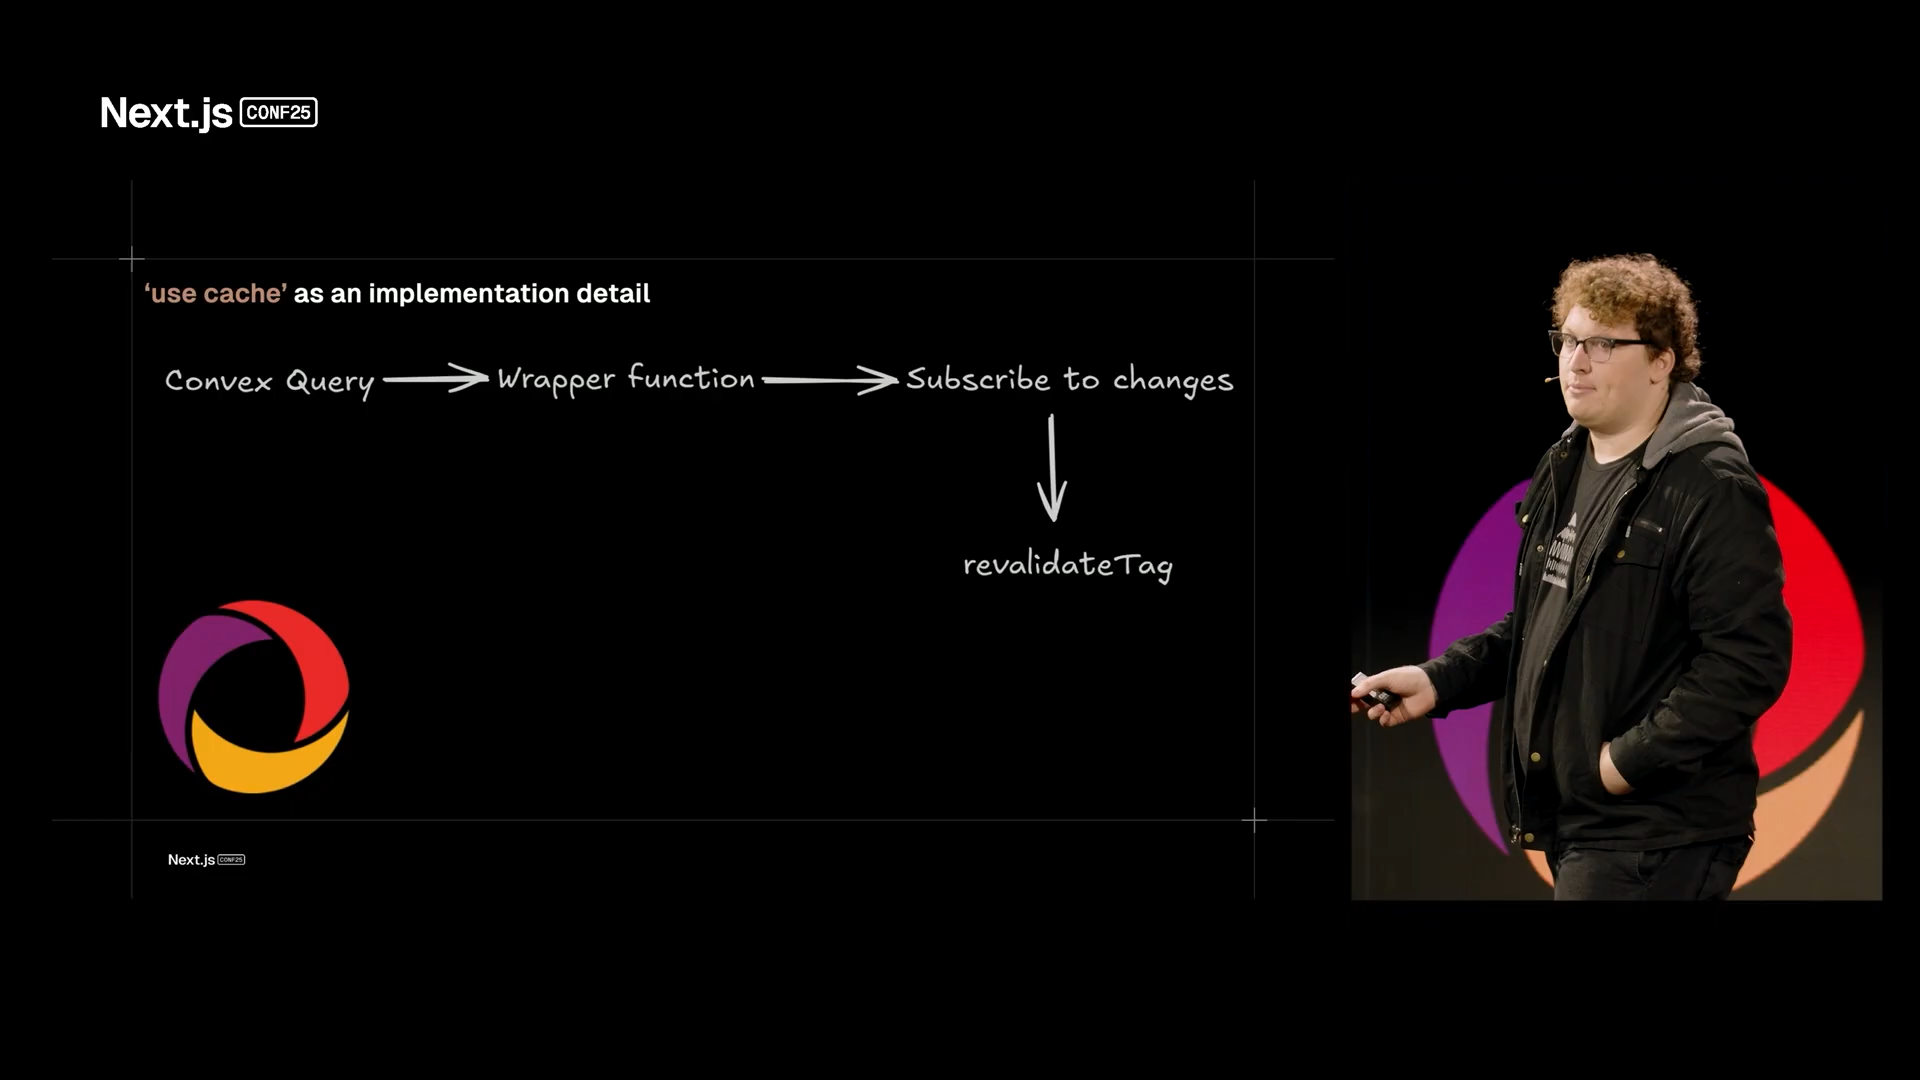 Next.js CONF25
‘use cache’ as an implementation detail
Convex Query Wrapper function Subscribe to changes
revalidateTag
Next.js CONF25